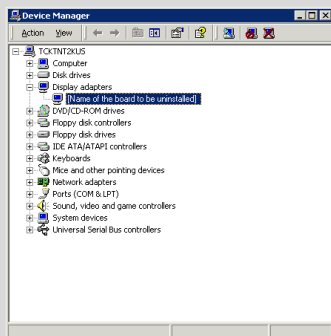 Device Manager
Action View
TCKTNT2KUS
Computer
Disk drives
Display adapters
[Name of the board to be uninstalled]
DVD/CD-ROM drives
Floppy disk controllers
Floppy disk drives
IDE ATA/ATAPI controllers
Keyboards
Mice and other pointing devices
Network adapters
Ports (COM & LPT)
Sound, video and game controllers
System devices
Universal Serial Bus controllers